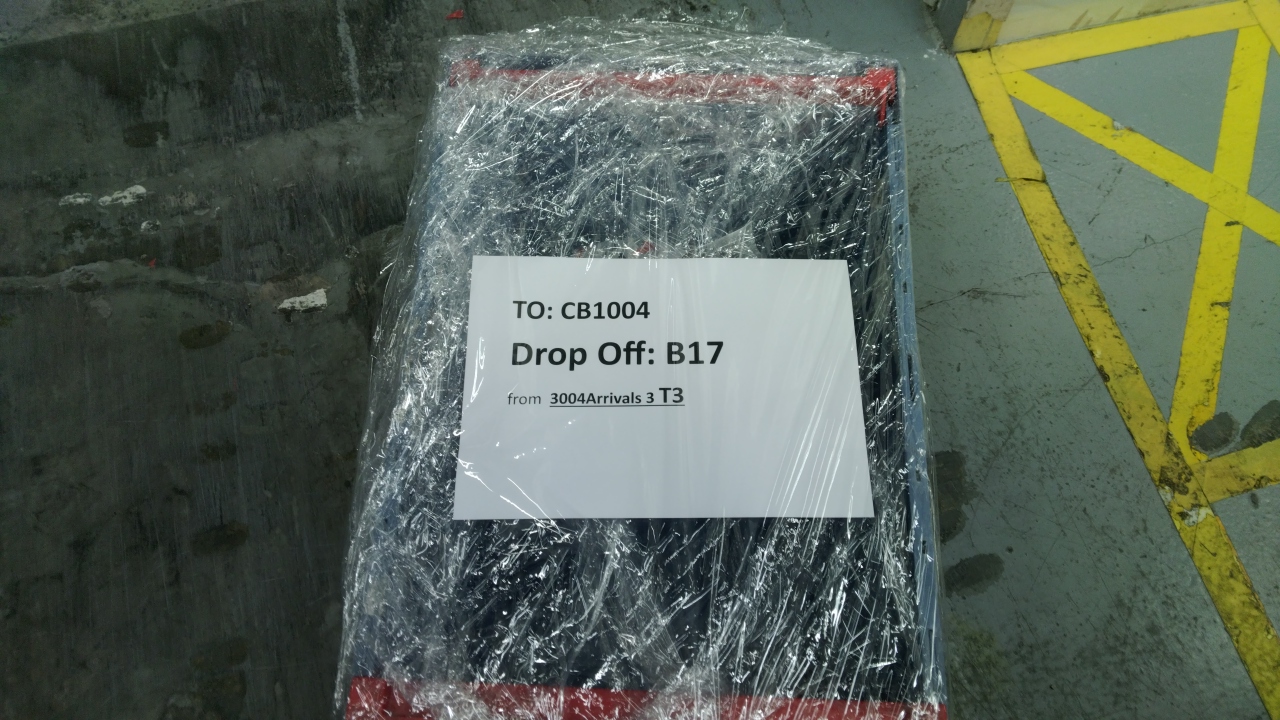 TO: CB1004
Drop Off: B17
from 3004Arrivals 3 T3